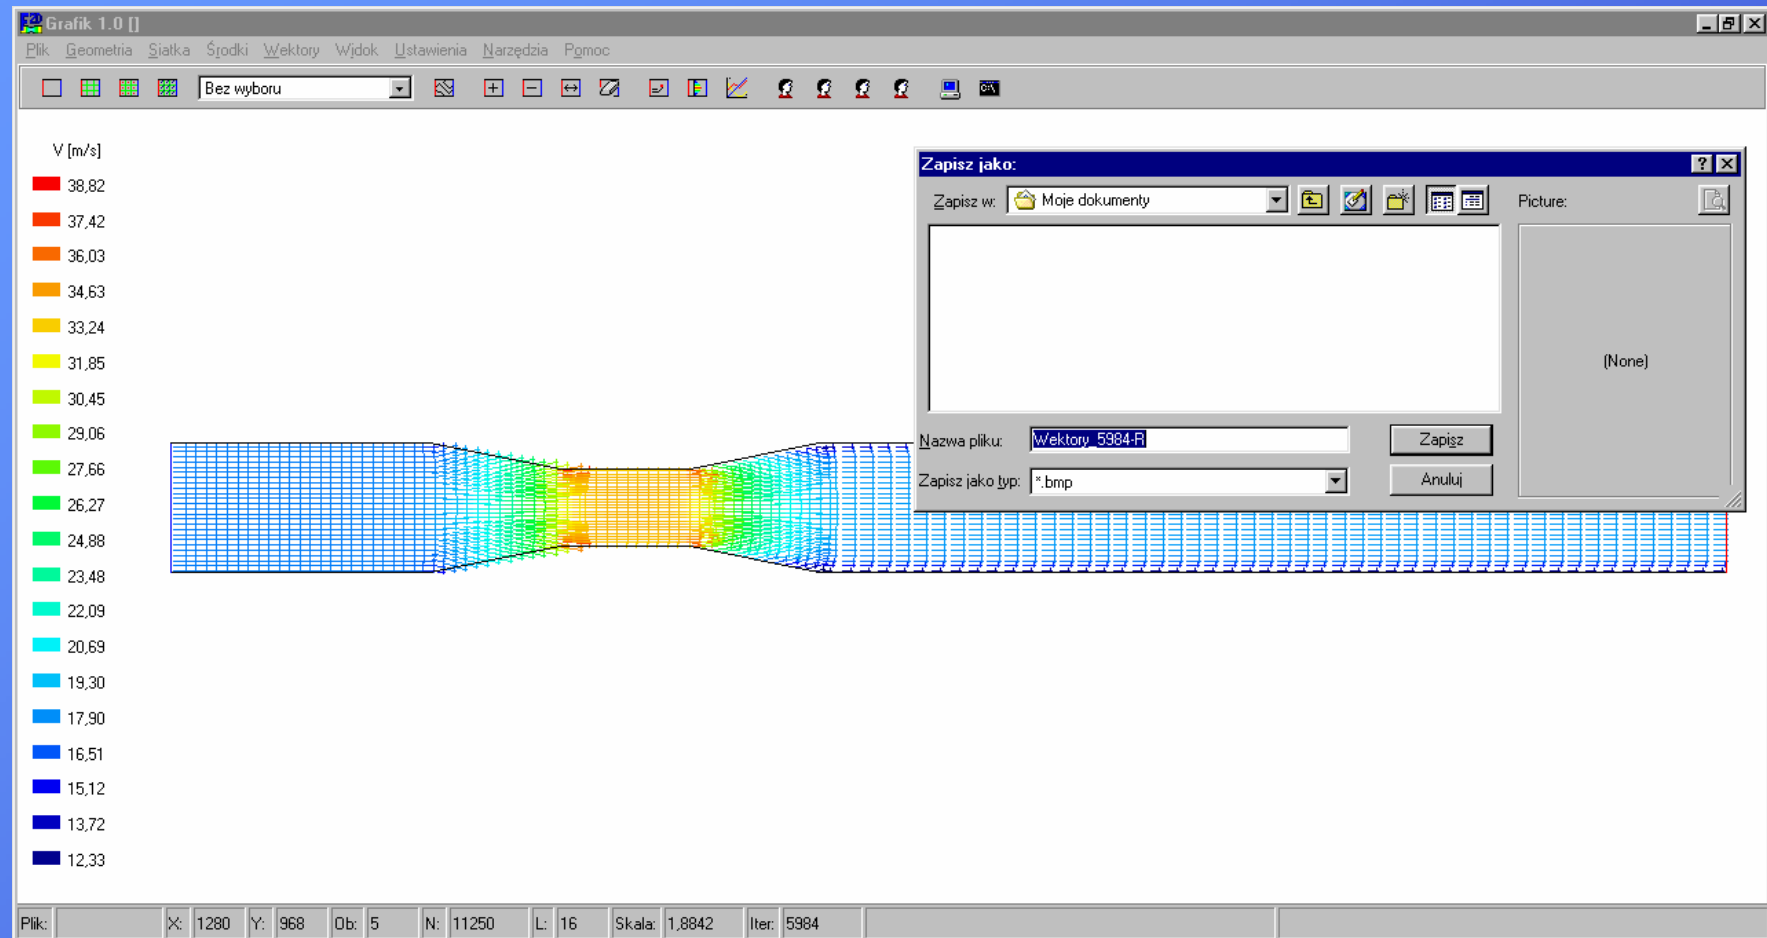 Grafik 1.0 []
Plik Geometria Siatka Środki Wektory Widok Ustawienia Narzędzia Pomoc
Bez wyboru
C:\
V [m/s]
38,82
37,42
36,03
34,63
33,24
31,85
30,45
29,06
27,66
26,27
24,88
23,48
22,09
20,69
19,30
17,90
16,51
15,12
13,72
12,33
Zapisz jako:
Zapisz w: Moje dokumenty
Picture:
(None)
Nazwa pliku: Wektory_5984-R Zapisz
Zapisz jako typ: *.bmp Anuluj
Plik: X: 1280 Y: 968 Ob: 5 N: 11250 L: 16 Skala: 1,8842 Iter: 5984